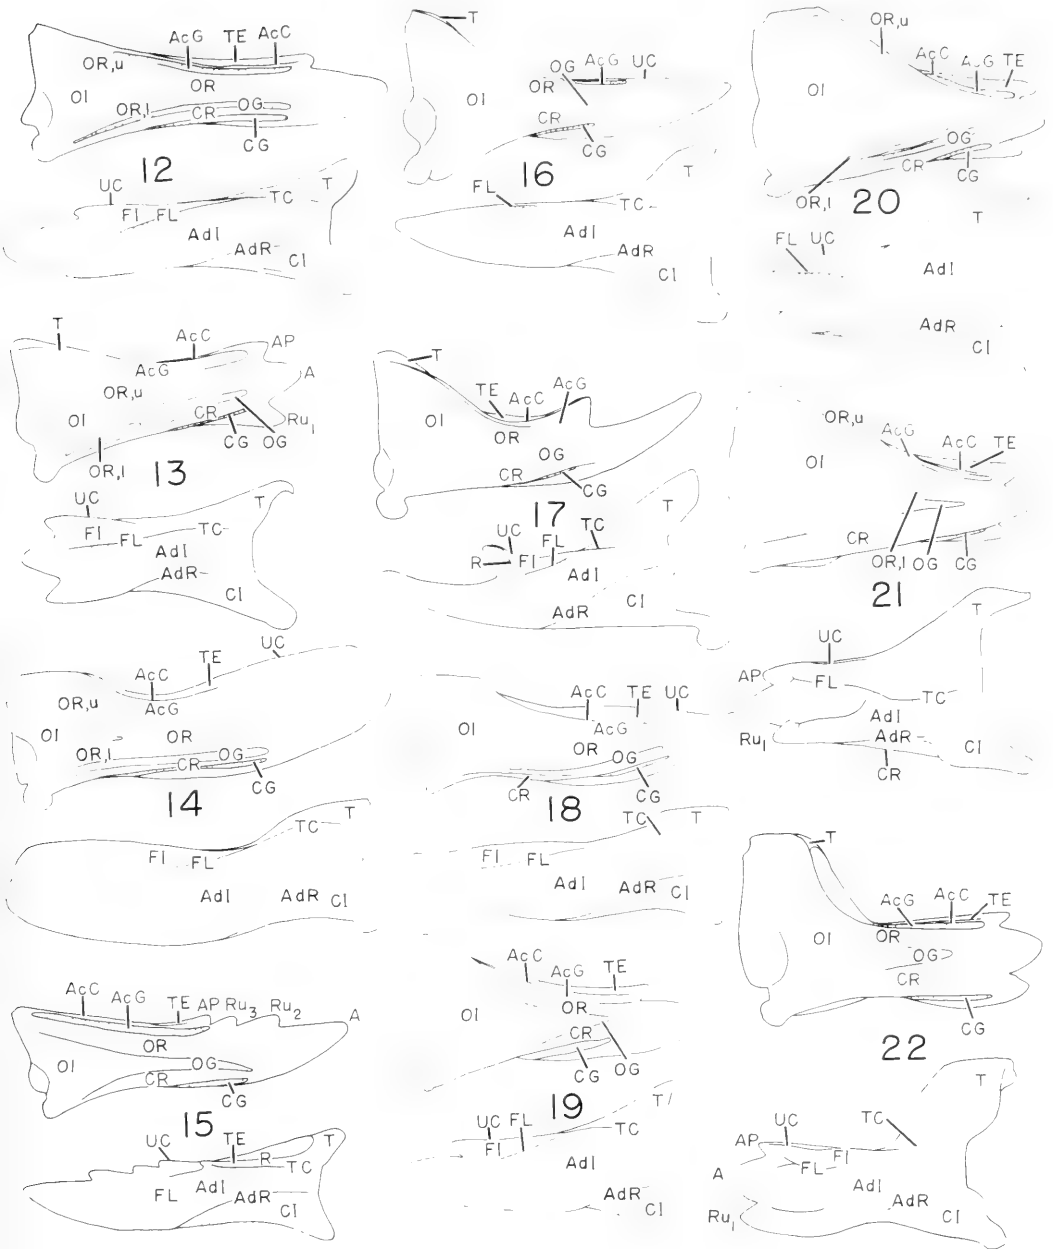 AcG TE AcC
OR,u
OR
OI
OR,l CR OG
CG
12
UC
T
FI FL TC
AdI
AdR
CI
T
AcC
AP
AcG
A
OR,u
OI
CR
Ru1
CG OG
OR,l
13
UC
T
FI FL TC
AdI
AdR
CI
UC
TE
AcC
OR,u
AcG
OI
OR
OR,l CR OG
CG
14
TC T
FI FL
AdI AdR CI
AcC AcG TE AP Ru3 Ru2 A
OR
OI
OG
CR
CG
15
UC TE
T
R TC
FL AdI AdR
CI
T
OG AcG UC
OR
OI
CR
CG
16
T
FL
TC
AdI
AdR
CI
T
TE AcC AcG
OI
OR
OG
CR
CG
17
T
UC FL TC
R FI
AdI
CI
AdR
AcC TE UC
OI
AcG
OR
OG
CR CG
18
TC T
FI FL
AdI AdR CI
AcC
AcG TE
OI
OR
CR
CG OG
19
T
UC FL
FI
TC
AdI
AdR
CI
OR,u
AcC AcG TE
OI
OG
CR
CG
OR,l
20
T
FL UC
AdI
AdR
CI
OR,u
AcG
AcC TE
OI
CR
OR,l OG CG
21
T
UC
AP
FL
TC
AdI
Ru1 AdR
CI
CR
T
AcG AcC TE
OI
OR
OG
CR
CG
22
T
TC
UC
AP
FI
FL
A
AdI
AdR
Ru1
CI